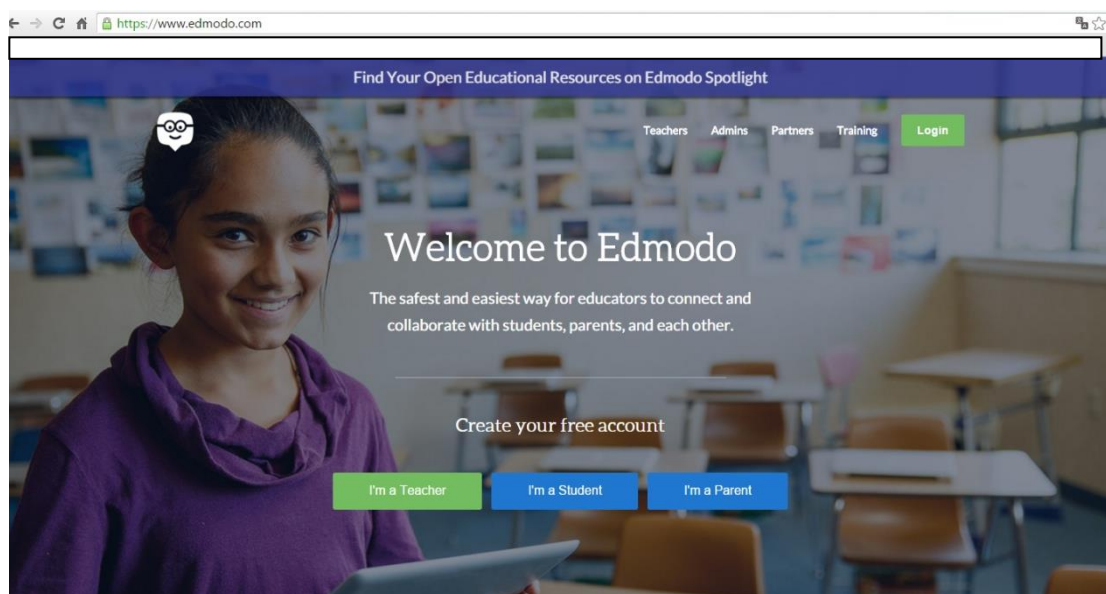 https://www.edmodo.com
Find Your Open Educational Resources on Edmodo Spotlight
Teachers Admins Partners Training Login
Welcome to Edmodo
The safest and easiest way for educators to connect and
collaborate with students, parents, and each other.
Create your free account
I'm a Teacher I'm a Student I'm a Parent